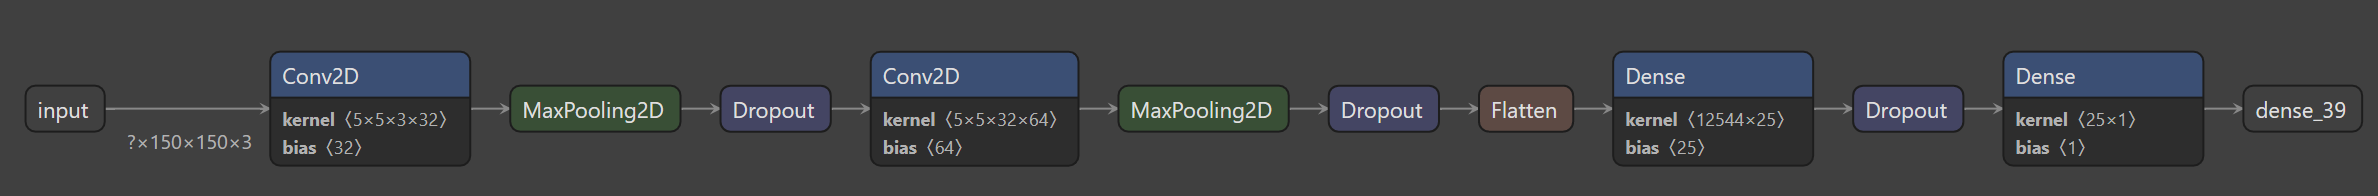 input
?×150×150×3
Conv2D
kernel〈5×5×3×32〉
bias〈32〉
MaxPooling2D
Dropout
Conv2D
kernel〈5×5×32×64〉
bias〈64〉
MaxPooling2D
Dropout
Flatten
Dense
kernel〈12544×25〉
bias〈25〉
Dropout
Dense
kernel〈25×1〉
bias〈1〉
dense_39